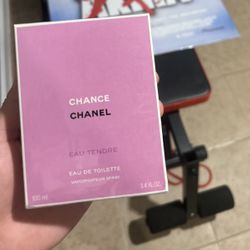 CHANCE
CHANEL
EAU TENDRE
EAU DE TOILETTE
VAPORISATEUR SPRAY
100 ml
3.4 FL. OZ.